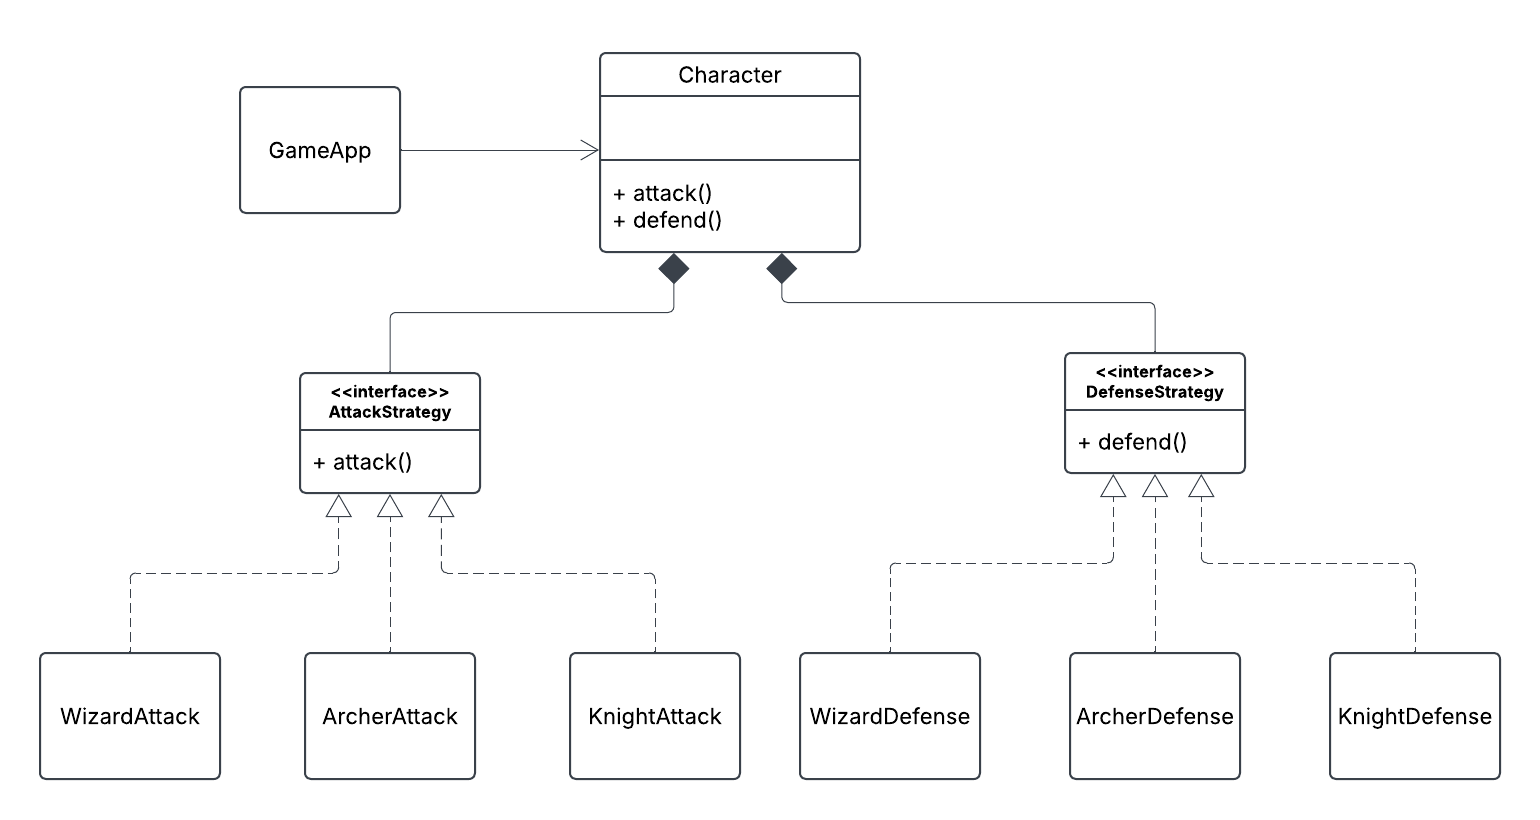 Character
GameApp
+ attack()
+ defend()
<<interface>>
AttackStrategy
+ attack()
<<interface>>
DefenseStrategy
+ defend()
WizardAttack
ArcherAttack
KnightAttack
WizardDefense
ArcherDefense
KnightDefense